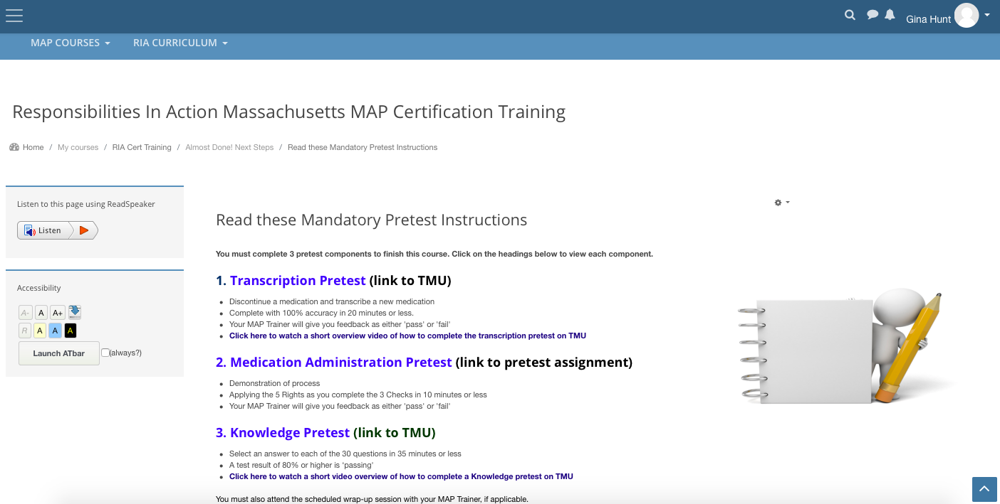 Gina Hunt
MAP COURSES RIA CURRICULUM
Responsibilities In Action Massachusetts MAP Certification Training
Home / My courses / RIA Cert Training / Almost Done! Next Steps / Read these Mandatory Pretest Instructions
Listen to this page using ReadSpeaker
Listen
Accessibility
A- A A+
R A A A
Launch ATbar (always?)
Read these Mandatory Pretest Instructions
You must complete 3 pretest components to finish this course. Click on the headings below to view each component.
1. Transcription Pretest (link to TMU)
Discontinue a medication and transcribe a new medication
Complete with 100% accuracy in 20 minutes or less.
Your MAP Trainer will give you feedback as either 'pass' or 'fail'
Click here to watch a short overview video of how to complete the transcription pretest on TMU
2. Medication Administration Pretest (link to pretest assignment)
Demonstration of process
Applying the 5 Rights as you complete the 3 Checks in 10 minutes or less
Your MAP Trainer will give you feedback as either 'pass' or 'fail'
3. Knowledge Pretest (link to TMU)
Select an answer to each of the 30 questions in 35 minutes or less
A test result of 80% or higher is 'passing'
Click here to watch a short video overview of how to complete a Knowledge pretest on TMU
You must also attend the scheduled wrap-up session with your MAP Trainer, if applicable.